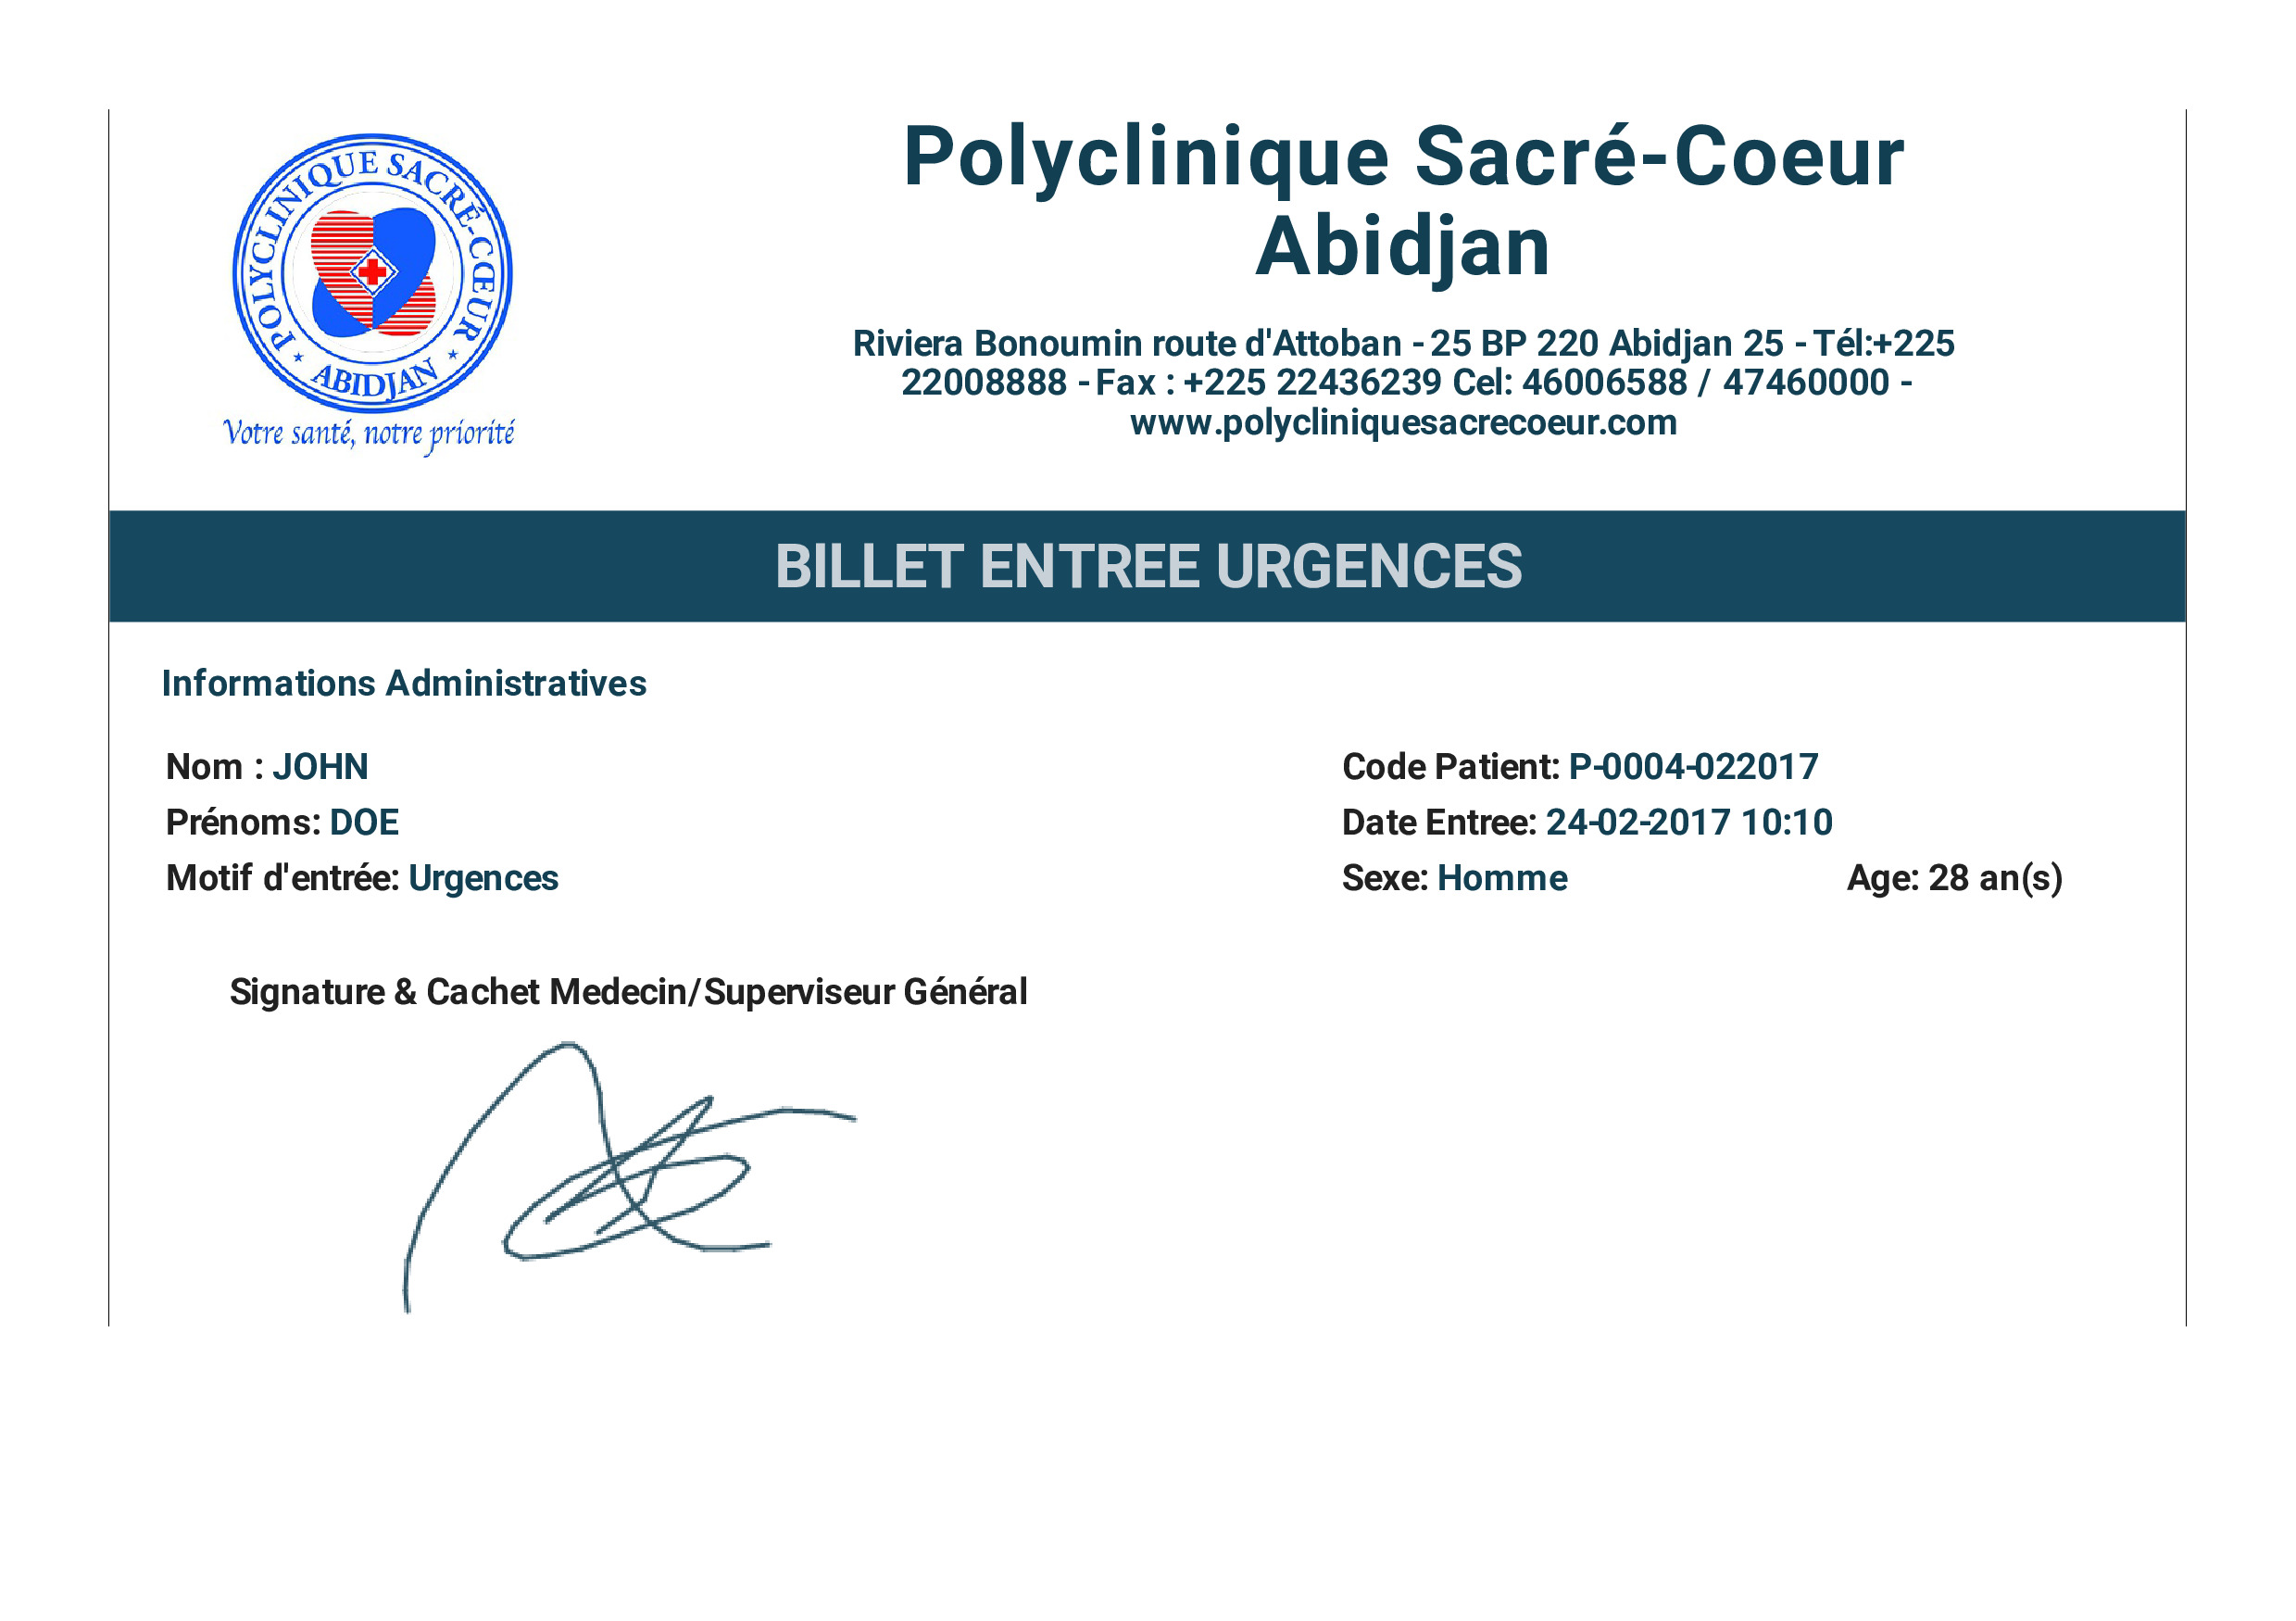 POLYCLINIQUE SACRÉ-CŒUR
ABIDJAN
Votre santé, notre priorité
Polyclinique Sacré-Coeur
Abidjan
Riviera Bonoumin route d'Attoban - 25 BP 220 Abidjan 25 - Tél:+225
22008888 - Fax : +225 22436239 Cel: 46006588 / 47460000 -
www.polycliniquesacrecoeur.com
BILLET ENTREE URGENCES
Informations Administratives
Nom : JOHN
Code Patient: P-0004-022017
Prénoms: DOE
Date Entree: 24-02-2017 10:10
Motif d'entrée: Urgences
Sexe: Homme Age: 28 an(s)
Signature & Cachet Medecin/Superviseur Général